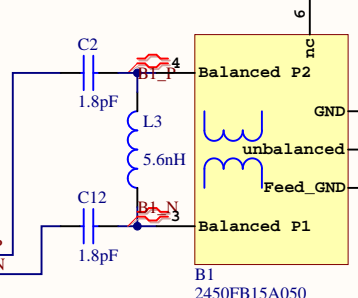 6
nc
C2
4
B1_P
Balanced P2
1.8pF
GND
L3
unbalanced
5.6nH
Feed_GND
C12
B1_N
3
Balanced P1
1.8pF
N
B1
2450FB15A050